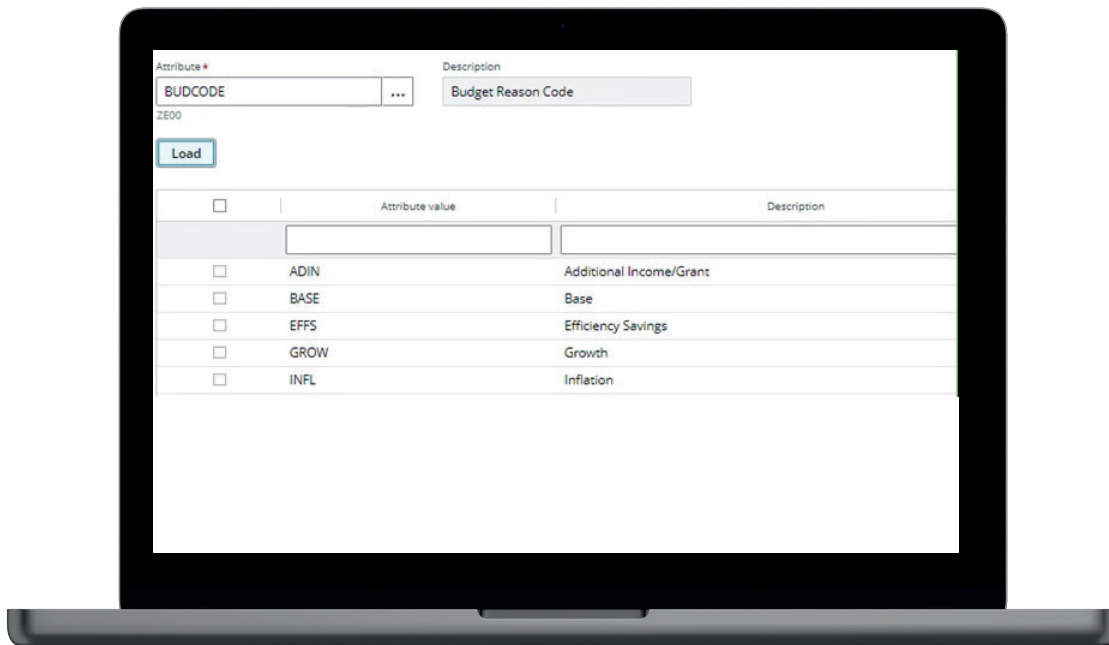 Attribute * Description
BUDCODE ... Budget Reason Code
ZE00
Load
Attribute value Description
ADIN Additional Income/Grant
BASE Base
EFFS Efficiency Savings
GROW Growth
INFL Inflation